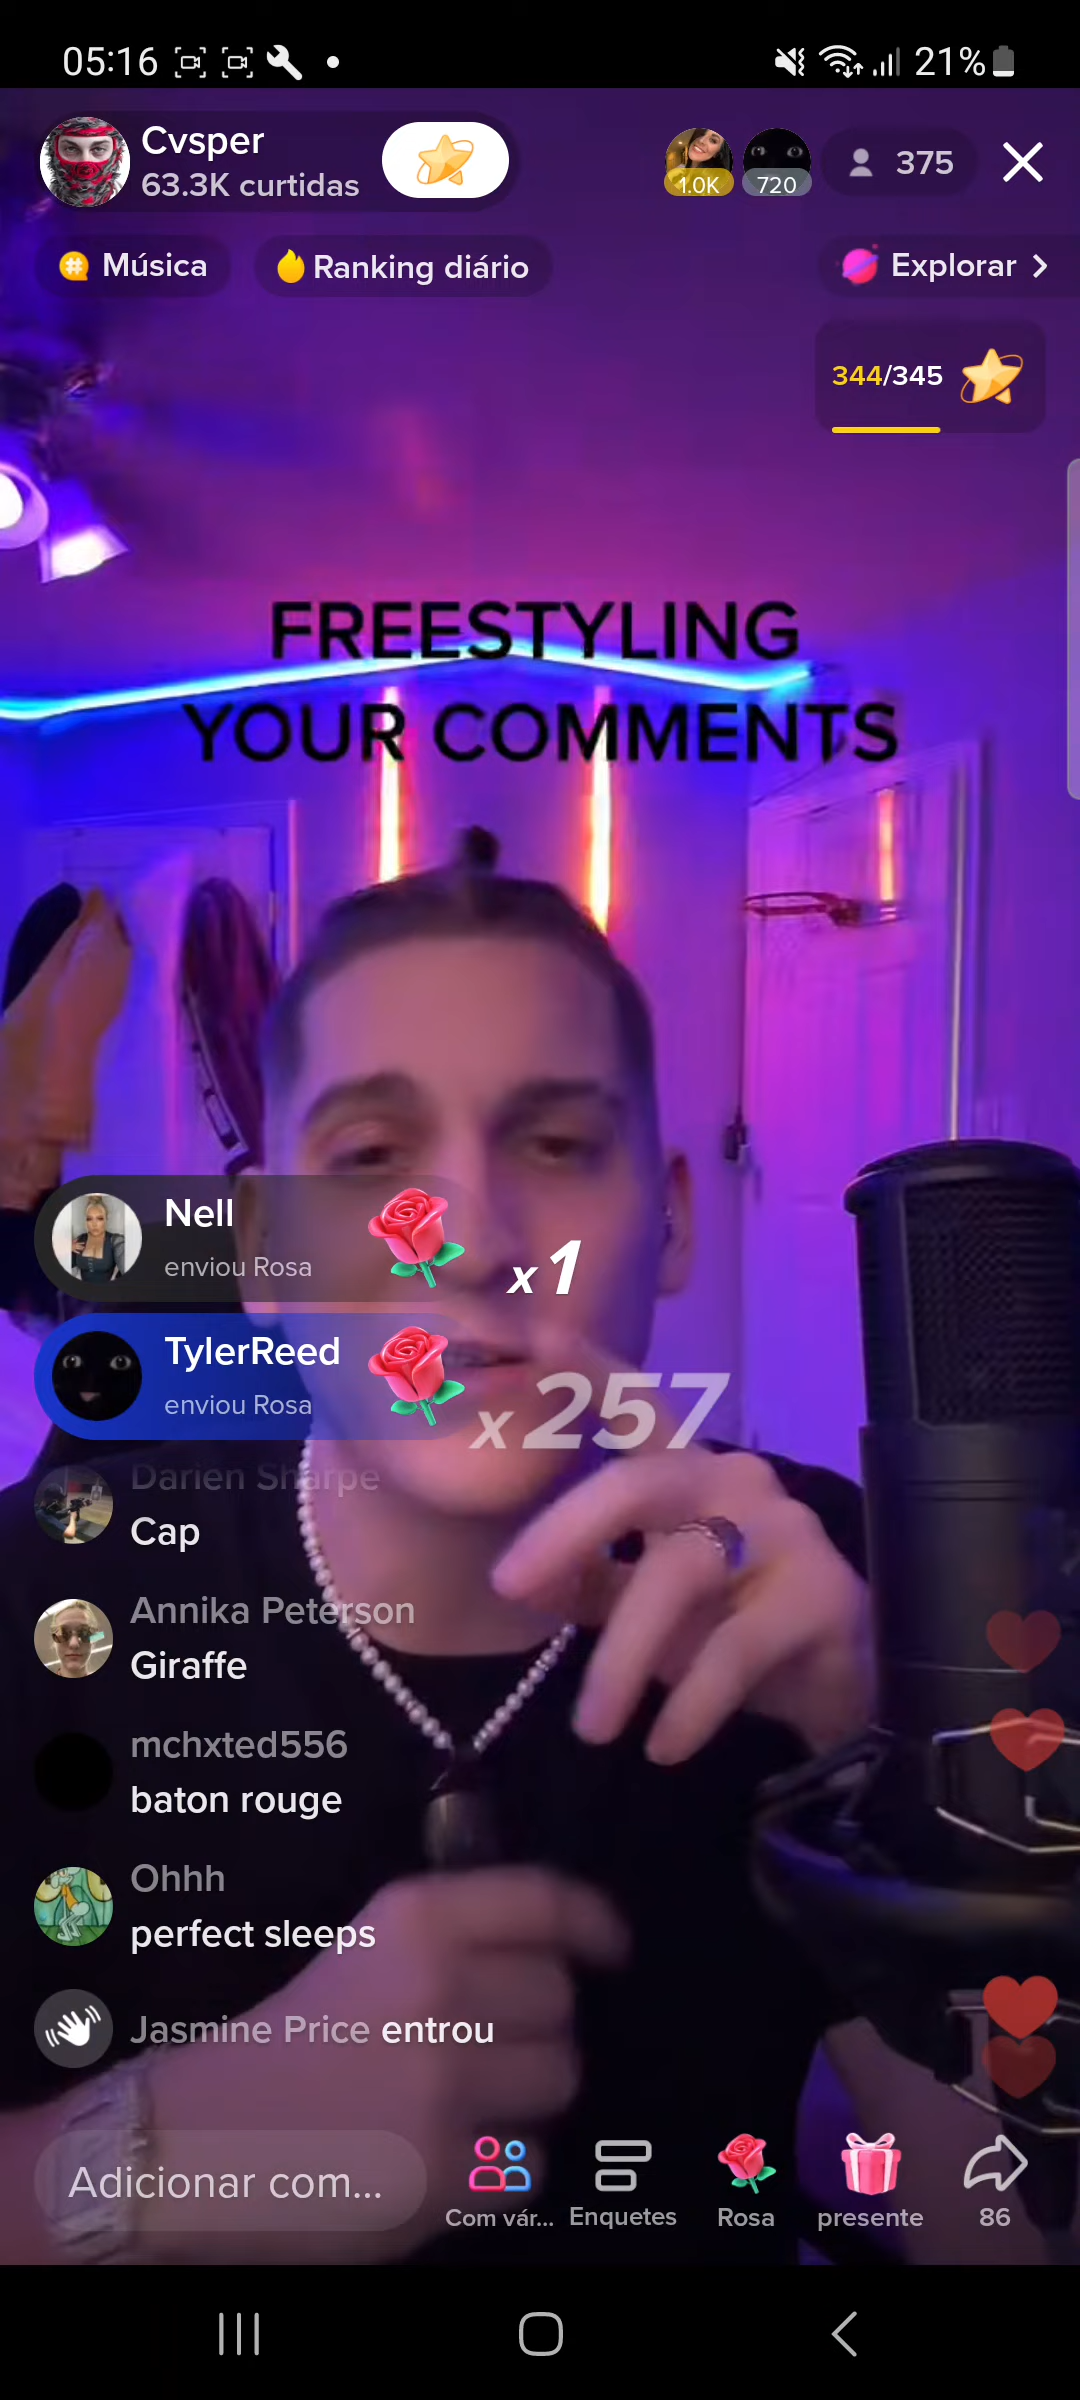 05:16
21%
Cvsper
63.3K curtidas
1.0K
720
375
Música
Ranking diário
Explorar
344/345
FREESTYLING
YOUR COMMENTS
Nell
enviou Rosa
x1
TylerReed
enviou Rosa
x257
Darien Sharpe
Cap
Annika Peterson
Giraffe
mchxted556
baton rouge
Ohhh
perfect sleeps
Jasmine Price entrou
Adicionar com...
Com vár...
Enquetes
Rosa
presente
86